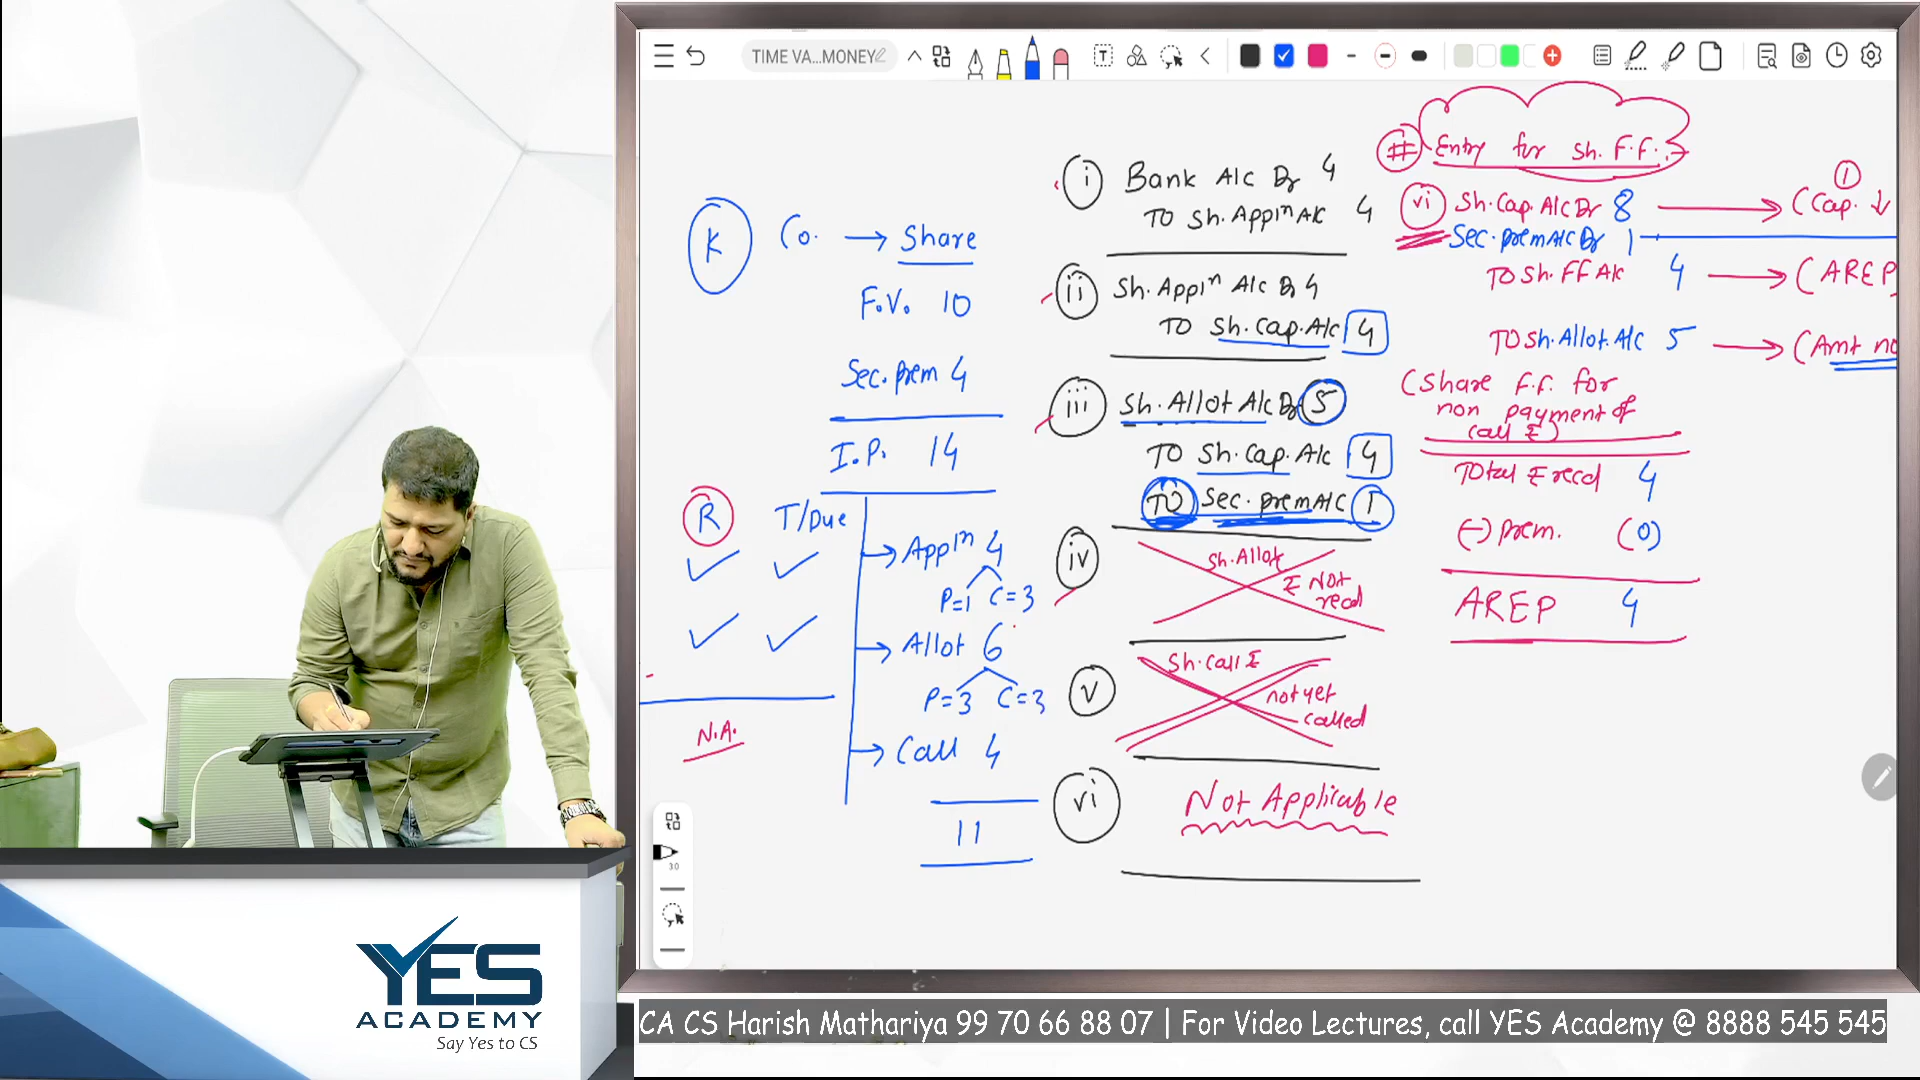 TIME VA...MONEY
K Co. → Share
F.V. 10
Sec. prem 4
I.P. 14
R T/Due
→ Appln 4
P=1 C=3
→ Allot 6
P=3 C=3
→ Call 4
N.A.
11
i Bank A/c Dr 4
TO Sh. Appln A/c 4
ii Sh. Appln A/c Dr 4
TO Sh. Cap. A/c 4
iii Sh. Allot A/c Dr 5
TO Sh. Cap. A/c 4
TO Sec. prem A/c 1
iv Sh. Allot
₹ Not
recd
v Sh. Call ₹
not yet
called
vi Not Applicable
# Entry for Sh. F.F.
1
vi Sh. Cap. A/c Dr 8 → (Cap. ↓
Sec. prem A/c Dr 1
TO Sh. FF A/c 4 → (AREP
TO Sh. Allot. A/c 5 → (Amt no
(Share F.F. for
non payment of
call ₹)
Total ₹ recd 4
(-) prem. (0)
AREP 4
30
YES
ACADEMY
Say Yes to CS
CA CS Harish Mathariya 99 70 66 88 07 | For Video Lectures, call YES Academy @ 8888 545 545